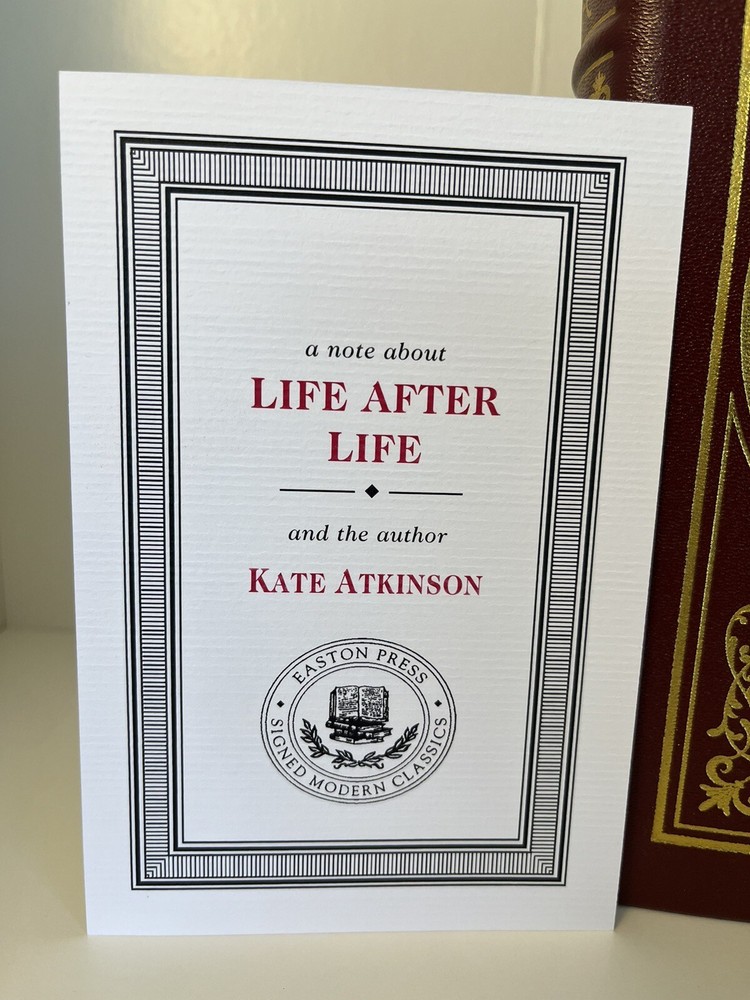 a note about
LIFE AFTER
LIFE
and the author
KATE ATKINSON
EASTON PRESS
SIGNED MODERN CLASSICS